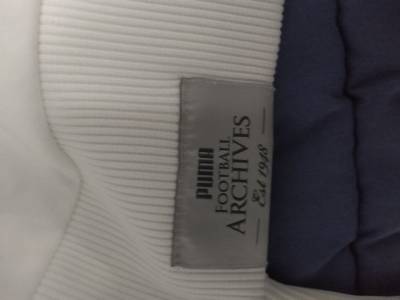 PUMA
FOOTBALL
ARCHIVES
Est 1948